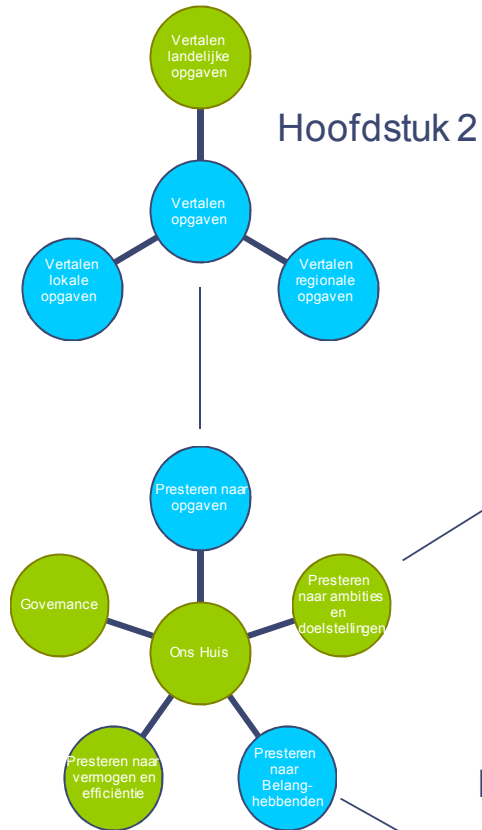 Vertalen
landelijke
opgaven
Hoofdstuk 2
Vertalen
opgaven
Vertalen
lokale
opgaven
Vertalen
regionale
opgaven
Presteren naar
opgaven
Governance
Presteren
naar ambities
en
doelstellingen
Ons Huis
Presteren naar
vermogen en
efficiëntie
Presteren
naar
Belang-
hebbenden